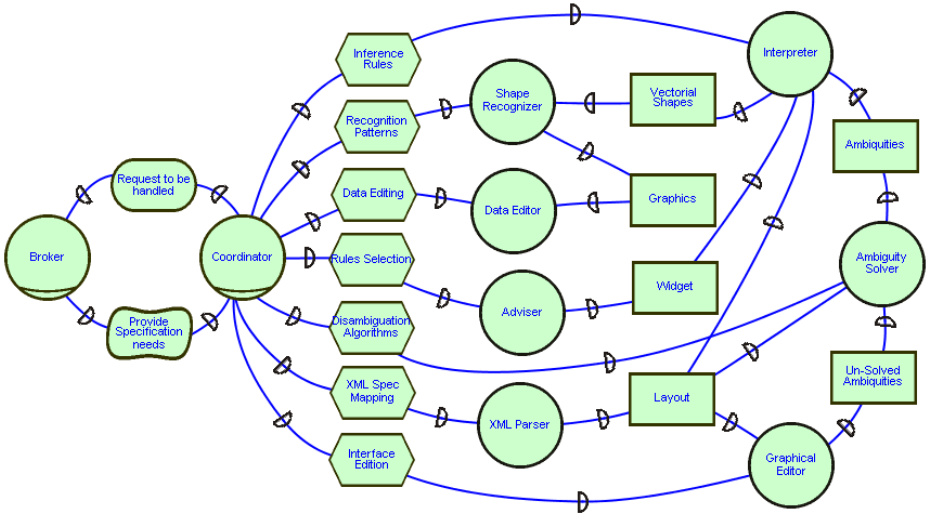 Inference
Rules
Interpreter
Shape
Recognizer
Vectorial
Shapes
Recognition
Patterns
Ambiquities
Request to be
handled
Data Editing
Data Editor
Graphics
Broker
Coordinator
Rules Selection
Ambiguity
Solver
Adviser
Widget
Provide
Specification
needs
Disambiguation
Algorithms
XML Spec
Mapping
XML Parser
Layout
Un-Solved
Ambiquities
Interface
Edition
Graphical
Editor